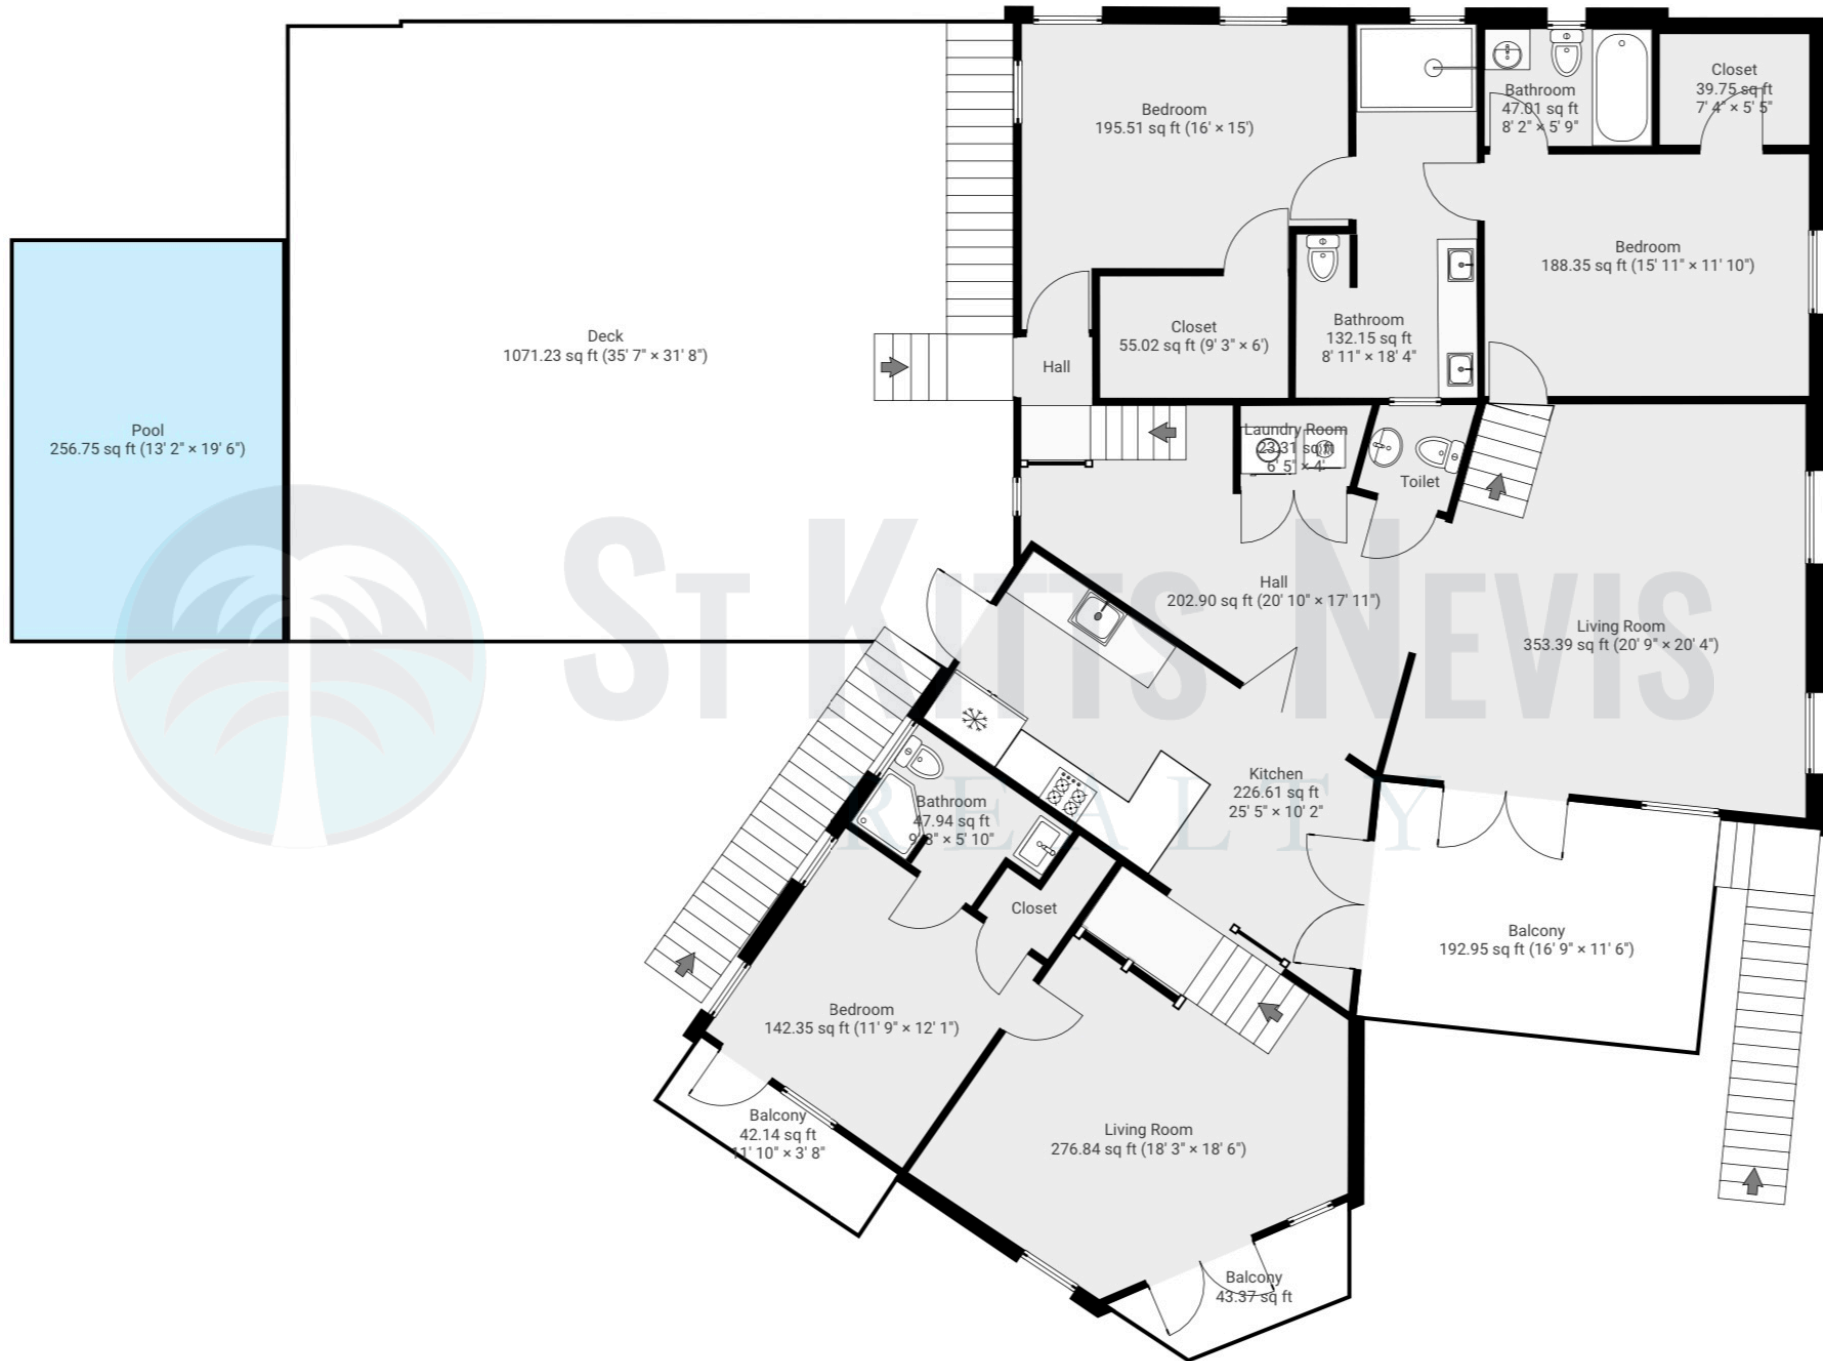 Bedroom
195.51 sq ft (16' × 15')
Bathroom
47.01 sq ft
8' 2" × 5' 9"
Closet
39.75 sq ft
7' 4" × 5' 5"
Bedroom
188.35 sq ft (15' 11" × 11' 10")
Deck
1071.23 sq ft (35' 7" × 31' 8")
Hall
Closet
55.02 sq ft (9' 3" × 6')
Bathroom
132.15 sq ft
8' 11" × 18' 4"
Pool
256.75 sq ft (13' 2" × 19' 6")
Laundry Room
23.31 sq ft
6' 5" × 4'
Toilet
Hall
202.90 sq ft (20' 10" × 17' 11")
Living Room
353.39 sq ft (20' 9" × 20' 4")
ST KITTS NEVIS
REALTY
Kitchen
226.61 sq ft
25' 5" × 10' 2"
Bathroom
47.94 sq ft
9' 8" × 5' 10"
Closet
Balcony
192.95 sq ft (16' 9" × 11' 6")
Bedroom
142.35 sq ft (11' 9" × 12' 1")
Balcony
42.14 sq ft
11' 10" × 3' 8"
Living Room
276.84 sq ft (18' 3" × 18' 6")
Balcony
43.37 sq ft